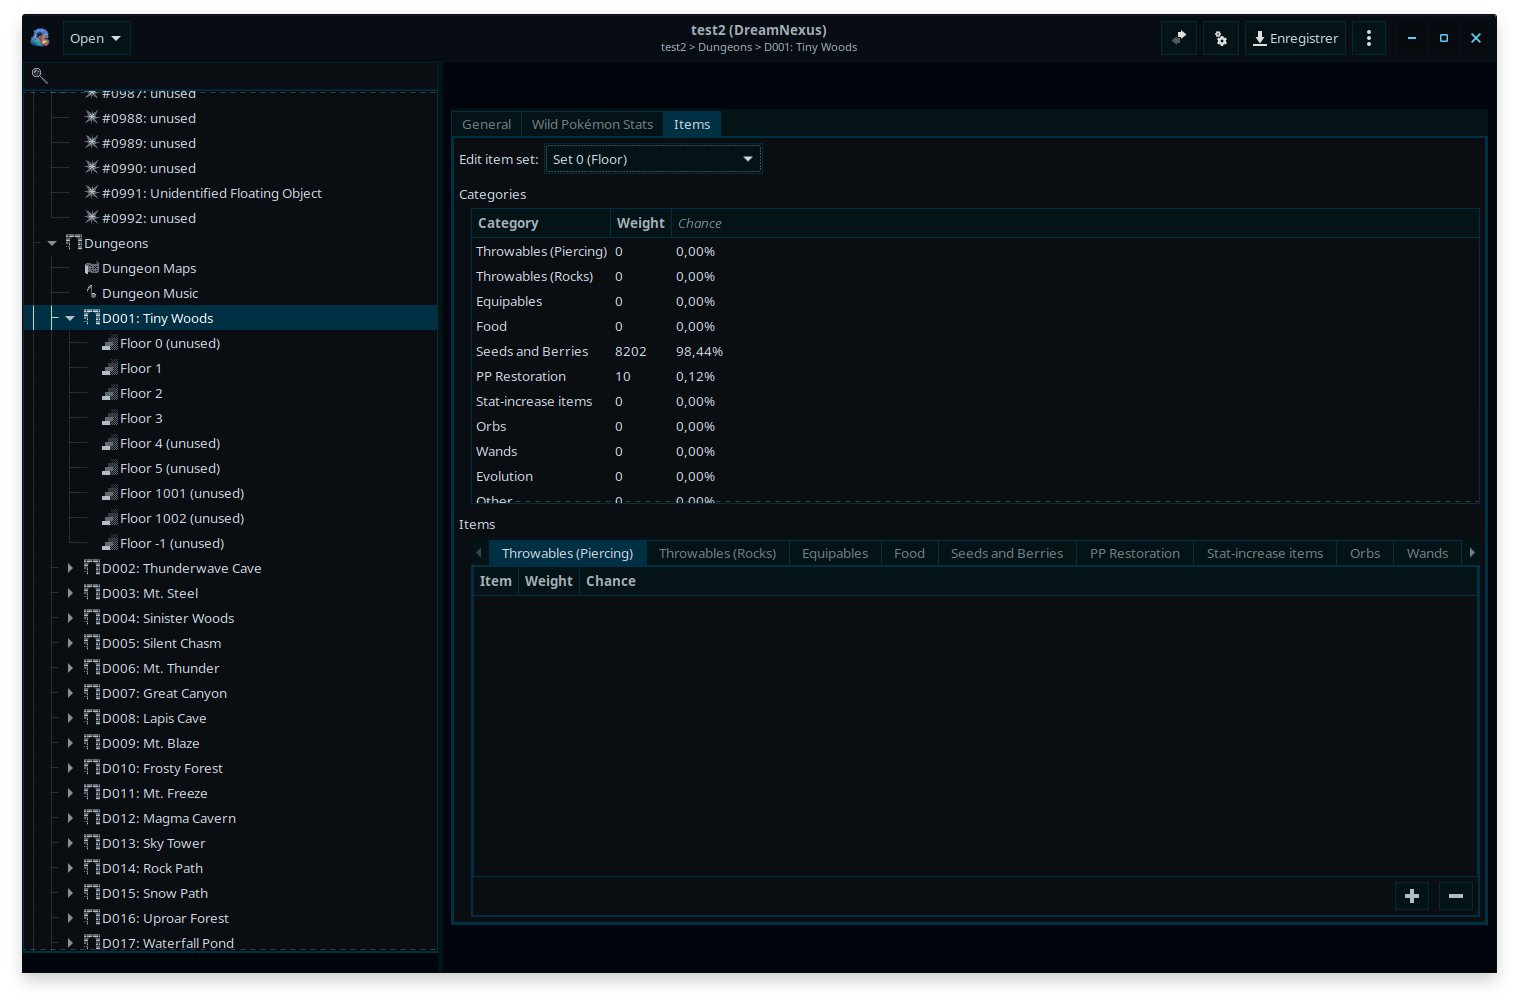 Open
test2 (DreamNexus)
test2 > Dungeons > D001: Tiny Woods
Enregistrer
#0987: unused
#0988: unused
#0989: unused
#0990: unused
#0991: Unidentified Floating Object
#0992: unused
Dungeons
Dungeon Maps
Dungeon Music
D001: Tiny Woods
Floor 0 (unused)
Floor 1
Floor 2
Floor 3
Floor 4 (unused)
Floor 5 (unused)
Floor 1001 (unused)
Floor 1002 (unused)
Floor -1 (unused)
D002: Thunderwave Cave
D003: Mt. Steel
D004: Sinister Woods
D005: Silent Chasm
D006: Mt. Thunder
D007: Great Canyon
D008: Lapis Cave
D009: Mt. Blaze
D010: Frosty Forest
D011: Mt. Freeze
D012: Magma Cavern
D013: Sky Tower
D014: Rock Path
D015: Snow Path
D016: Uproar Forest
D017: Waterfall Pond
General Wild Pokémon Stats Items
Edit item set: Set 0 (Floor)
Categories
Category Weight Chance
Throwables (Piercing) 0 0,00%
Throwables (Rocks) 0 0,00%
Equipables 0 0,00%
Food 0 0,00%
Seeds and Berries 8202 98,44%
PP Restoration 10 0,12%
Stat-increase items 0 0,00%
Orbs 0 0,00%
Wands 0 0,00%
Evolution 0 0,00%
Other 0 0,00%
Items
Throwables (Piercing) Throwables (Rocks) Equipables Food Seeds and Berries PP Restoration Stat-increase items Orbs Wands
Item Weight Chance